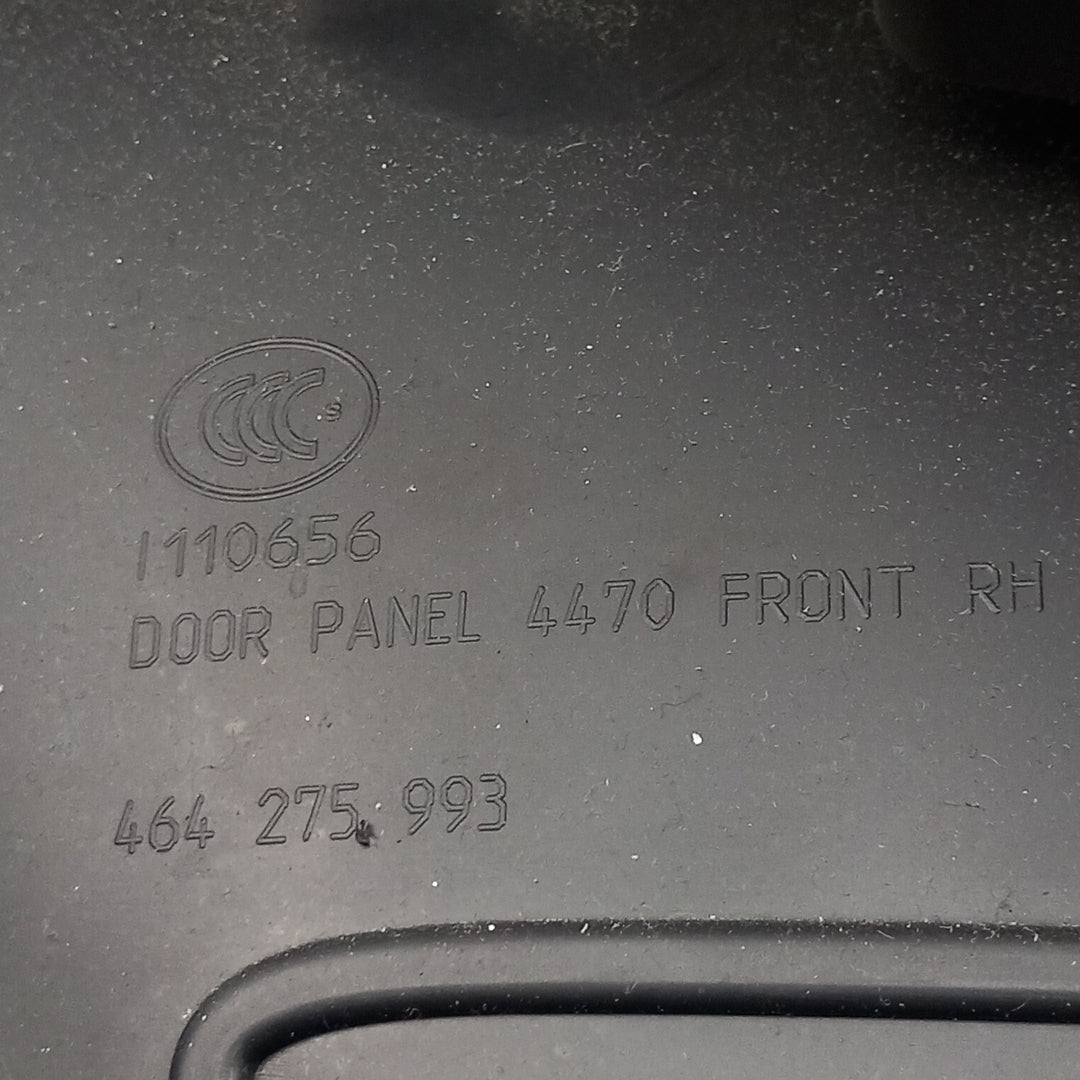 CCC S
1110656
DOOR PANEL 4470 FRONT RH
464 275 993